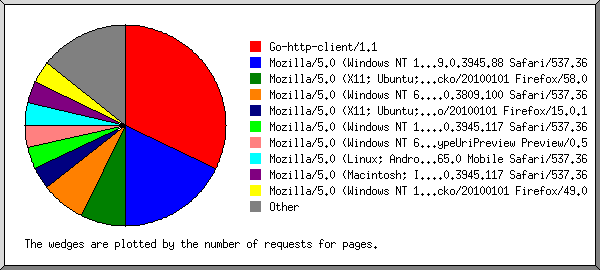 Go-http-client/1.1
Mozilla/5.0 (Windows NT 1...9.0.3945.88 Safari/537.36
Mozilla/5.0 (X11; Ubuntu;...cko/20100101 Firefox/58.0
Mozilla/5.0 (Windows NT 6....0.3809.100 Safari/537.36
Mozilla/5.0 (X11; Ubuntu;...o/20100101 Firefox/15.0.1
Mozilla/5.0 (Windows NT 1....0.3945.117 Safari/537.36
Mozilla/5.0 (Windows NT 6...ypeUriPreview Preview/0.5
Mozilla/5.0 (Linux; Andro...65.0 Mobile Safari/537.36
Mozilla/5.0 (Macintosh; I....0.3945.117 Safari/537.36
Mozilla/5.0 (Windows NT 1...cko/20100101 Firefox/49.0
Other
The wedges are plotted by the number of requests for pages.